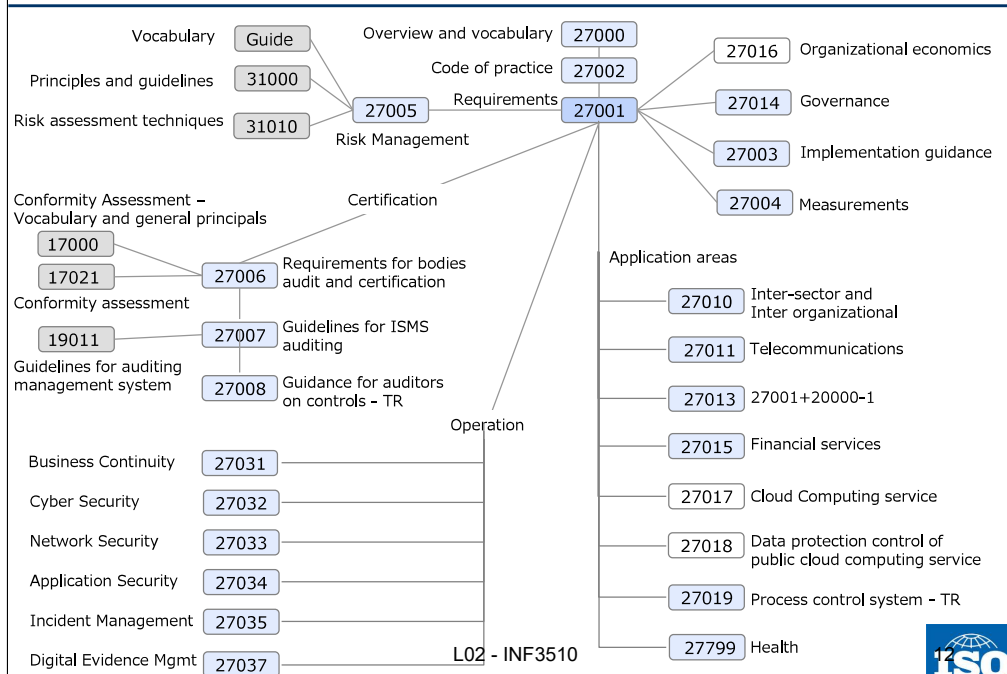 Vocabulary
Guide
Overview and vocabulary
27000
27016
Organizational economics
Principles and guidelines
31000
Code of practice
27002
Risk assessment techniques
31010
27005
Risk Management
Requirements
27001
27014
Governance
27003
Implementation guidance
27004
Measurements
Conformity Assessment –
Vocabulary and general principals
17000
17021
Conformity assessment
19011
Guidelines for auditing
management system
Certification
27006
Requirements for bodies
audit and certification
27007
Guidelines for ISMS
auditing
27008
Guidance for auditors
on controls - TR
Application areas
27010
Inter-sector and
Inter organizational
27011
Telecommunications
27013
27001+20000-1
27015
Financial services
27017
Cloud Computing service
27018
Data protection control of
public cloud computing service
27019
Process control system - TR
27799
Health
Operation
Business Continuity
27031
Cyber Security
27032
Network Security
27033
Application Security
27034
Incident Management
27035
Digital Evidence Mgmt
27037
L02 - INF3510
12
ISO